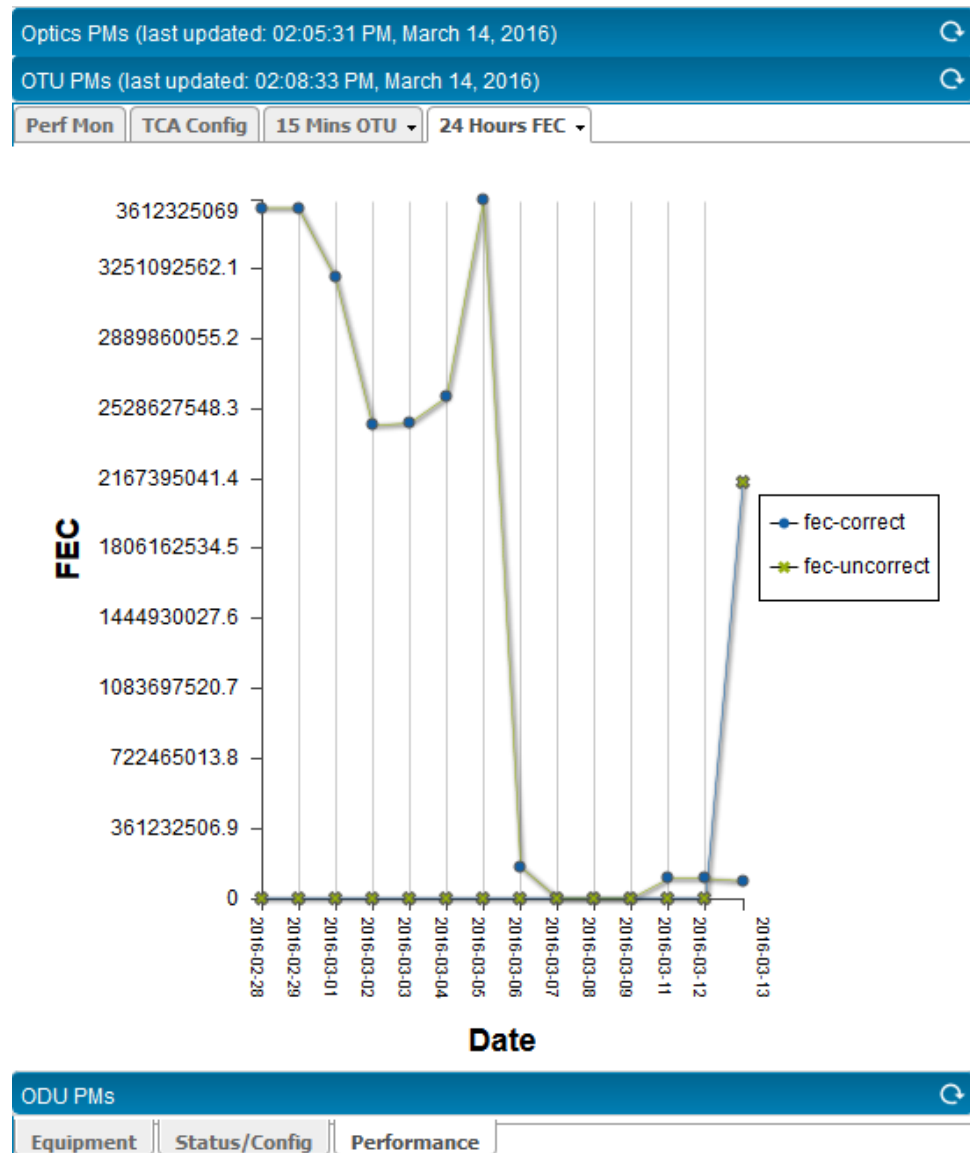 Optics PMs (last updated: 02:05:31 PM, March 14, 2016)
OTU PMs (last updated: 02:08:33 PM, March 14, 2016)
Perf Mon TCA Config 15 Mins OTU 24 Hours FEC
3612325069
3251092562.1
2889860055.2
2528627548.3
2167395041.4
1806162534.5
1444930027.6
1083697520.7
722465013.8
361232506.9
0
FEC
fec-correct
fec-uncorrect
2016-02-28
2016-02-29
2016-03-01
2016-03-02
2016-03-03
2016-03-04
2016-03-05
2016-03-06
2016-03-07
2016-03-08
2016-03-09
2016-03-11
2016-03-12
2016-03-13
Date
ODU PMs
Equipment Status/Config Performance